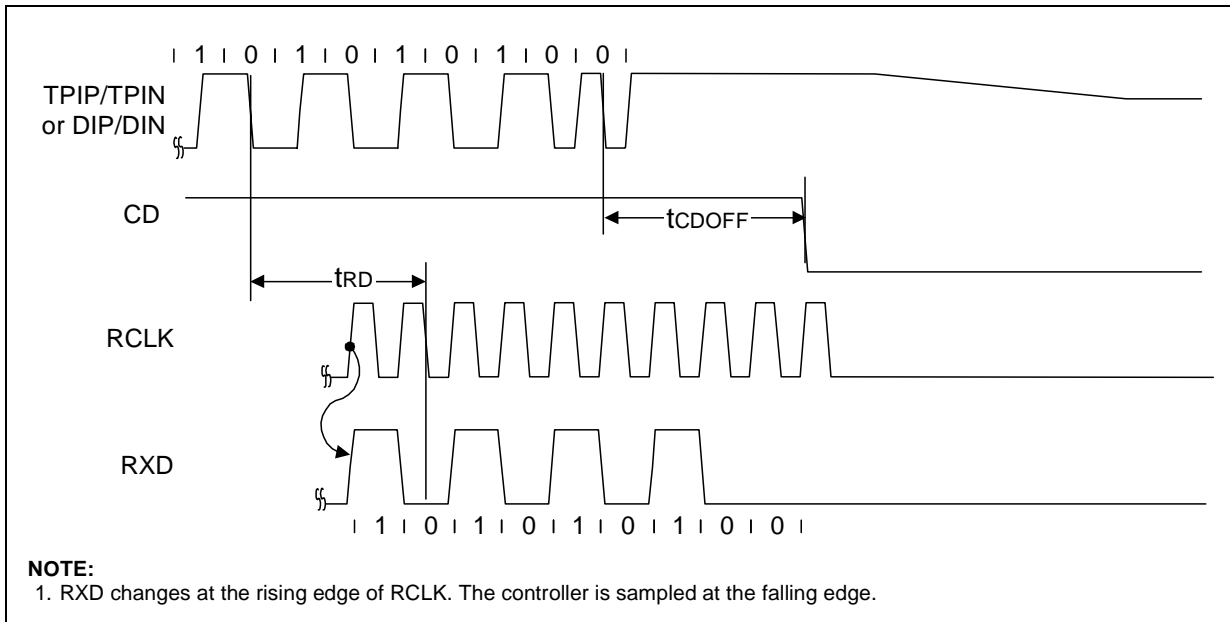 1 0 1 0 1 0 1 0 0
TPIP/TPIN
or DIP/DIN
CD
tCDOFF
tRD
RCLK
RXD
1 0 1 0 1 0 1 0 0
NOTE:
1. RXD changes at the rising edge of RCLK. The controller is sampled at the falling edge.